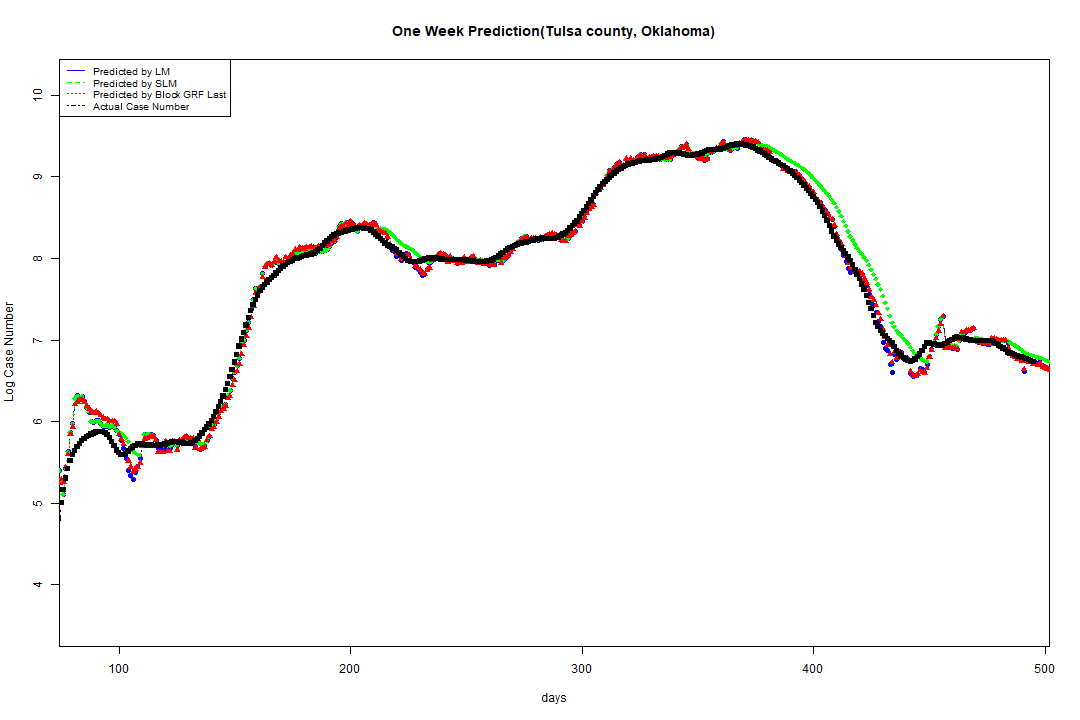 One Week Prediction(Tulsa county, Oklahoma)
Predicted by LM
Predicted by SLM
Predicted by Block GRF Last
Actual Case Number
Log Case Number
10
9
8
7
6
5
4
100 200 300 400 500
days